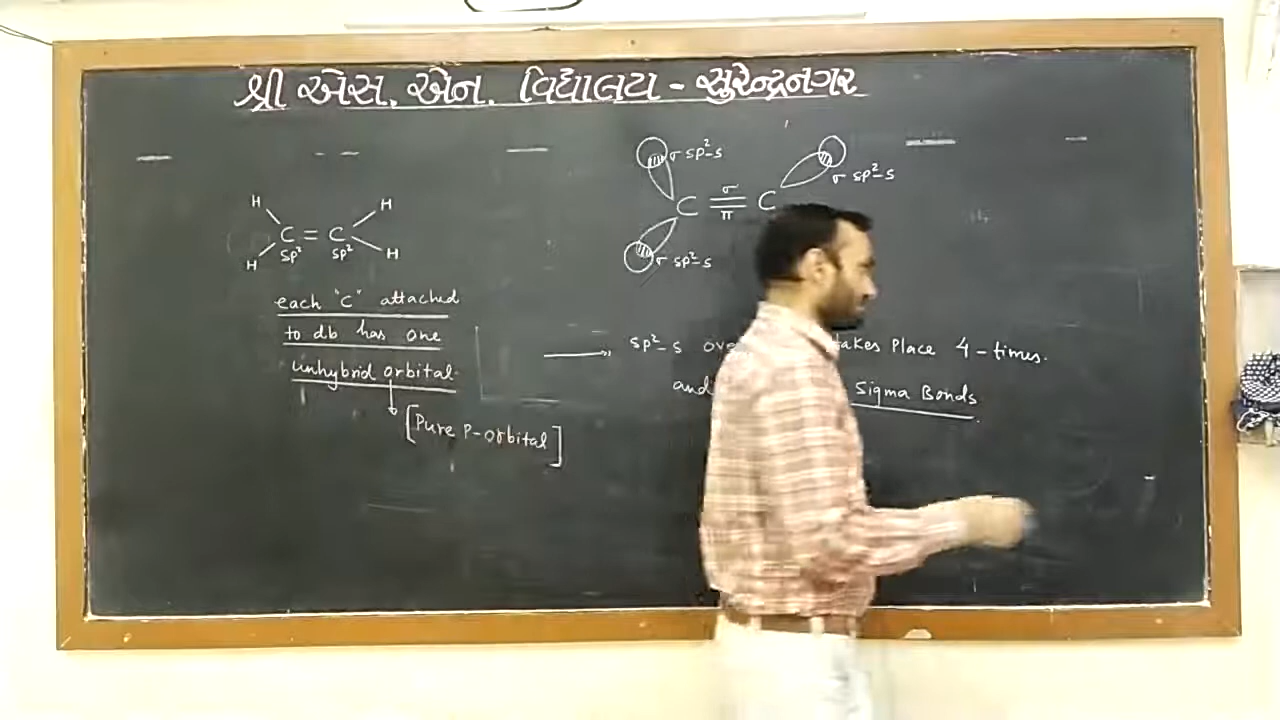 શ્રી એસ. એન. વિદ્યાલય - સુરેન્દ્રનગર
H H
C = C
sp² sp²
H H
each "C" attached
to db has one
unhybrid orbital
[Pure P-orbital]
σ sp²-s
σ sp²-s
C σ π C
σ sp²-s
sp²-s takes Place 4-times.
and Sigma Bonds